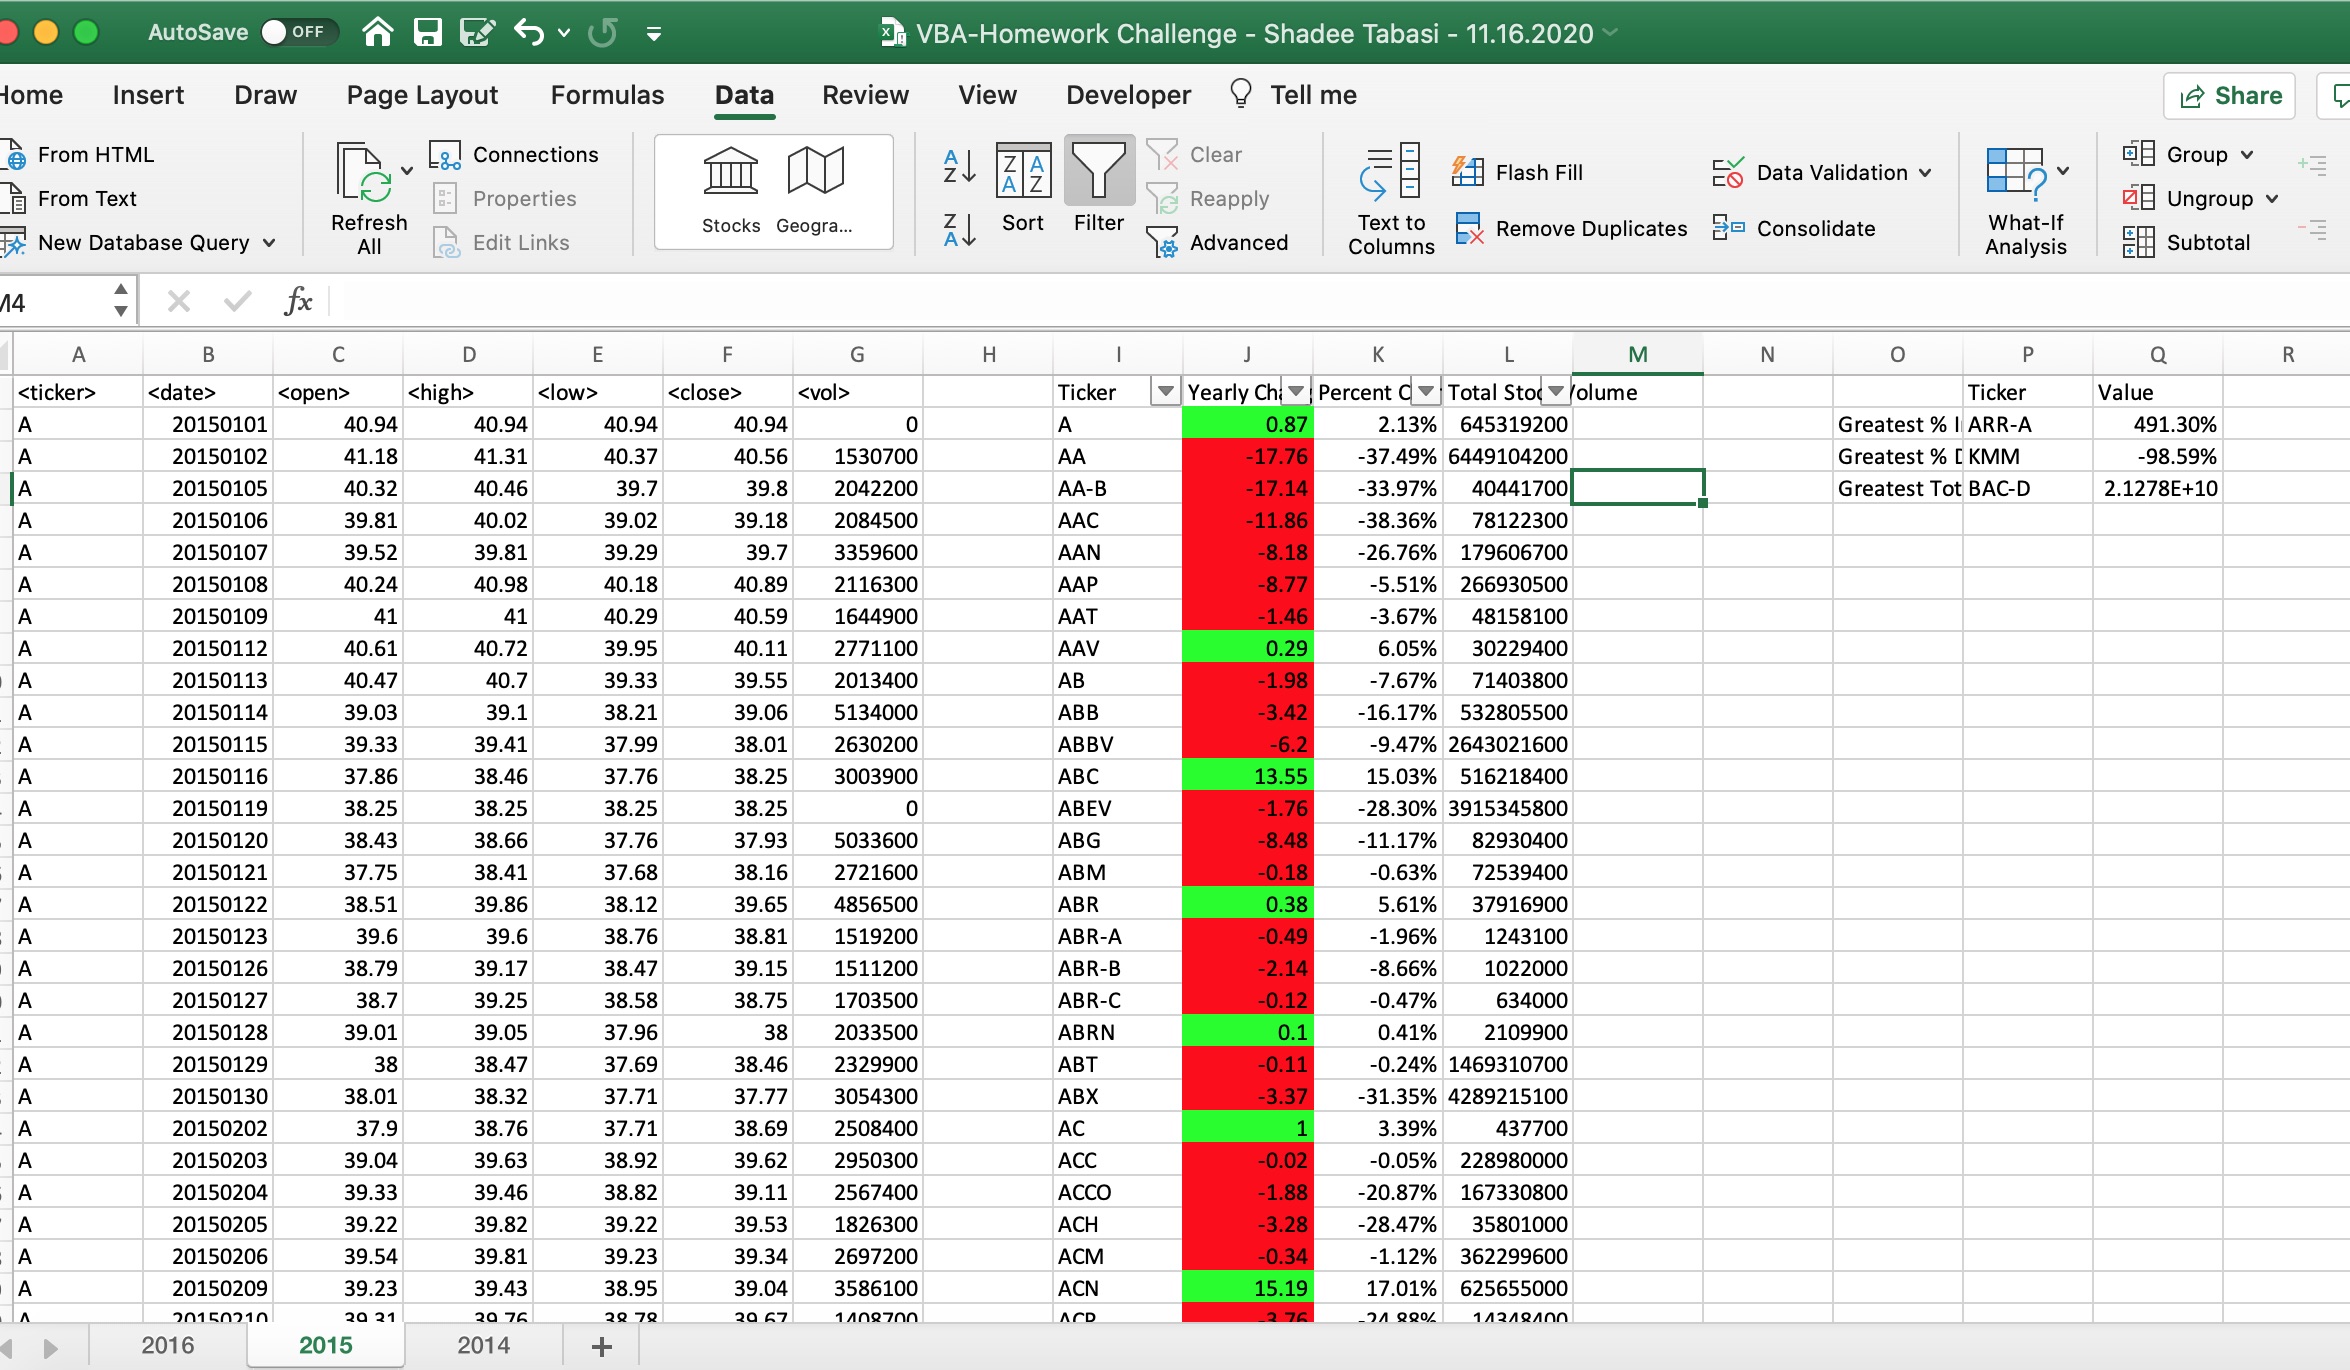 AutoSave OFF VBA-Homework Challenge - Shadee Tabasi - 11.16.2020
Home Insert Draw Page Layout Formulas Data Review View Developer Tell me Share
From HTML
From Text
New Database Query
Refresh All
Connections
Properties
Edit Links
Stocks Geogra...
Sort
Filter
Clear
Reapply
Advanced
Text to Columns
Flash Fill
Remove Duplicates
Data Validation
Consolidate
What-If Analysis
Group
Ungroup
Subtotal
M4 fx
A B C D E F G H I J K L M N O P Q R
<ticker> <date> <open> <high> <low> <close> <vol> Ticker Yearly Cha Percent C Total Stoc Volume Ticker Value
A 20150101 40.94 40.94 40.94 40.94 0 A 0.87 2.13% 645319200 Greatest % I ARR-A 491.30%
A 20150102 41.18 41.31 40.37 40.56 1530700 AA -17.76 -37.49% 6449104200 Greatest % D KMM -98.59%
A 20150105 40.32 40.46 39.7 39.8 2042200 AA-B -17.14 -33.97% 40441700 Greatest Tot BAC-D 2.1278E+10
A 20150106 39.81 40.02 39.02 39.18 2084500 AAC -11.86 -38.36% 78122300
A 20150107 39.52 39.81 39.29 39.7 3359600 AAN -8.18 -26.76% 179606700
A 20150108 40.24 40.98 40.18 40.89 2116300 AAP -8.77 -5.51% 266930500
A 20150109 41 41 40.29 40.59 1644900 AAT -1.46 -3.67% 48158100
A 20150112 40.61 40.72 39.95 40.11 2771100 AAV 0.29 6.05% 30229400
A 20150113 40.47 40.7 39.33 39.55 2013400 AB -1.98 -7.67% 71403800
A 20150114 39.03 39.1 38.21 39.06 5134000 ABB -3.42 -16.17% 532805500
A 20150115 39.33 39.41 37.99 38.01 2630200 ABBV -6.2 -9.47% 2643021600
A 20150116 37.86 38.46 37.76 38.25 3003900 ABC 13.55 15.03% 516218400
A 20150119 38.25 38.25 38.25 38.25 0 ABEV -1.76 -28.30% 3915345800
A 20150120 38.43 38.66 37.76 37.93 5033600 ABG -8.48 -11.17% 82930400
A 20150121 37.75 38.41 37.68 38.16 2721600 ABM -0.18 -0.63% 72539400
A 20150122 38.51 39.86 38.12 39.65 4856500 ABR 0.38 5.61% 37916900
A 20150123 39.6 39.6 38.76 38.81 1519200 ABR-A -0.49 -1.96% 1243100
A 20150126 38.79 39.17 38.47 39.15 1511200 ABR-B -2.14 -8.66% 1022000
A 20150127 38.7 39.25 38.58 38.75 1703500 ABR-C -0.12 -0.47% 634000
A 20150128 39.01 39.05 37.96 38 2033500 ABRN 0.1 0.41% 2109900
A 20150129 38 38.47 37.69 38.46 2329900 ABT -0.11 -0.24% 1469310700
A 20150130 38.01 38.32 37.71 37.77 3054300 ABX -3.37 -31.35% 4289215100
A 20150202 37.9 38.76 37.71 38.69 2508400 AC 1 3.39% 437700
A 20150203 39.04 39.63 38.92 39.62 2950300 ACC -0.02 -0.05% 228980000
A 20150204 39.33 39.46 38.82 39.11 2567400 ACCO -1.88 -20.87% 167330800
A 20150205 39.22 39.82 39.22 39.53 1826300 ACH -3.28 -28.47% 35801000
A 20150206 39.54 39.81 39.23 39.34 2697200 ACM -0.34 -1.12% 362299600
A 20150209 39.23 39.43 38.95 39.04 3586100 ACN 15.19 17.01% 625655000
A 20150210 39.31 39.76 38.78 39.67 1408700 -3.76 -24.88% 14348400
2016 2015 2014 +